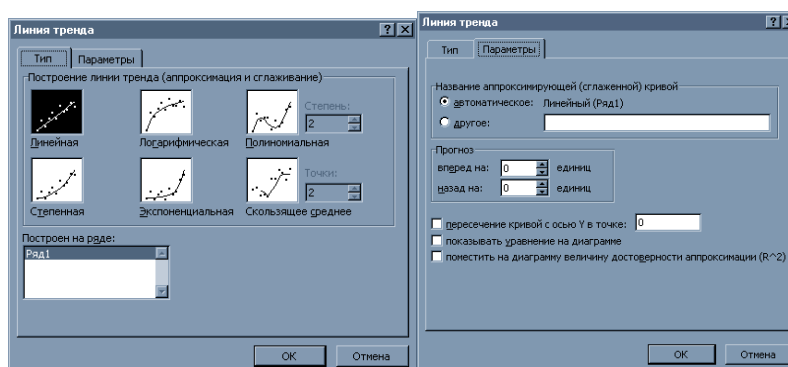 Линия тренда
Тип
Параметры
Построение линии тренда (аппроксимация и сглаживание)
Линейная
Логарифмическая
Полиномиальная
Степень:
2
Степенная
Экспоненциальная
Скользящее среднее
Точки:
2
Построен на ряде:
Ряд1
ОК
Отмена
Линия тренда
Тип
Параметры
Название аппроксимирующей (сглаженной) кривой
автоматическое: Линейный (Ряд1)
другое:
Прогноз
вперед на: 0 единиц
назад на: 0 единиц
пересечение кривой с осью Y в точке: 0
показывать уравнение на диаграмме
поместить на диаграмму величину достоверности аппроксимации (R^2)
ОК
Отмена